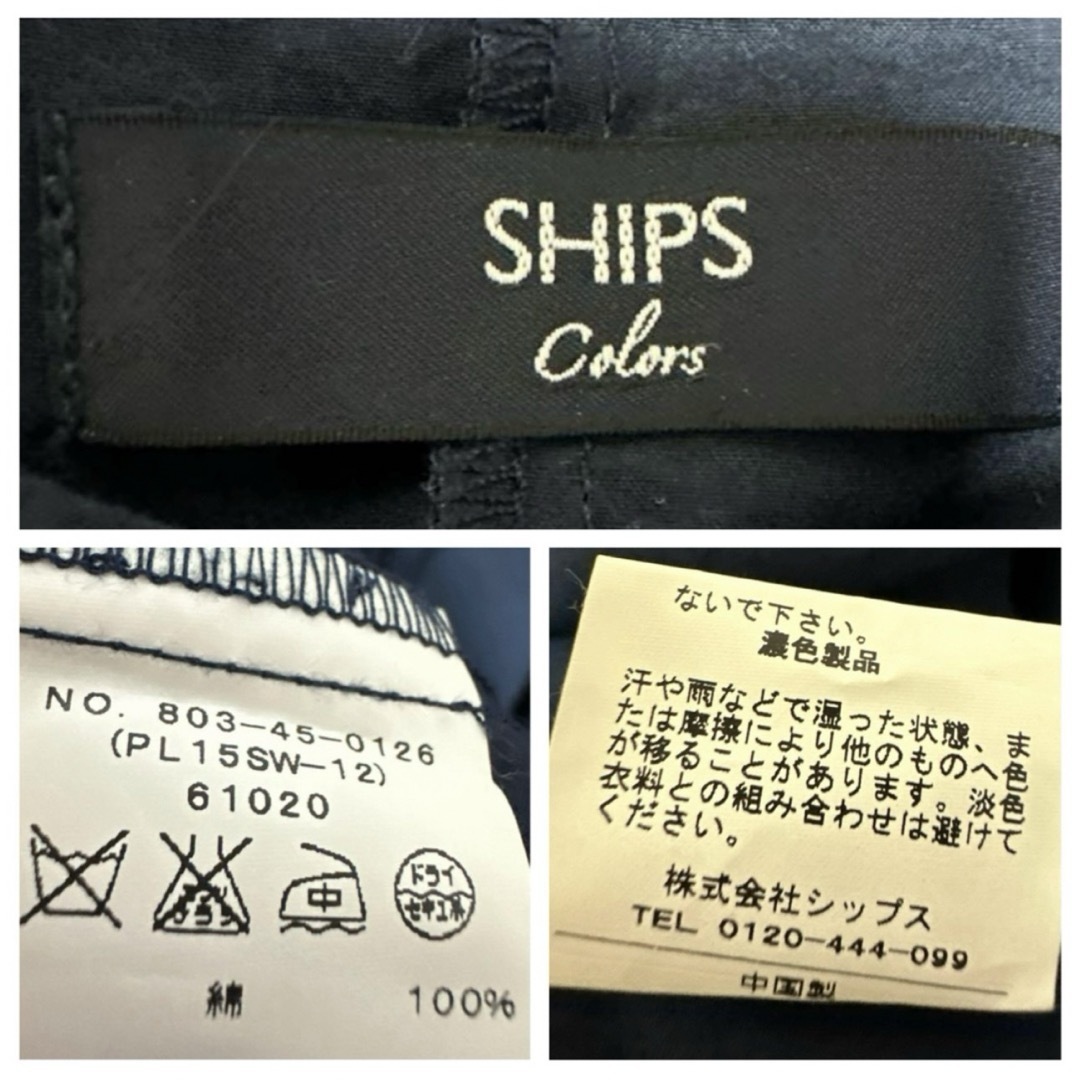 SHIPS
Colors
NO. 803-45-0126
(PL15SW-12)
61020
中
ドライ
セキユ系
綿 100%
ないで下さい。
濃色製品
汗や雨などで湿った状態、ま
たは摩擦により他のものへ色
が移ることがあります。淡色
衣料との組み合わせは避けて
ください。
株式会社シップス
TEL 0120-444-099
中国製